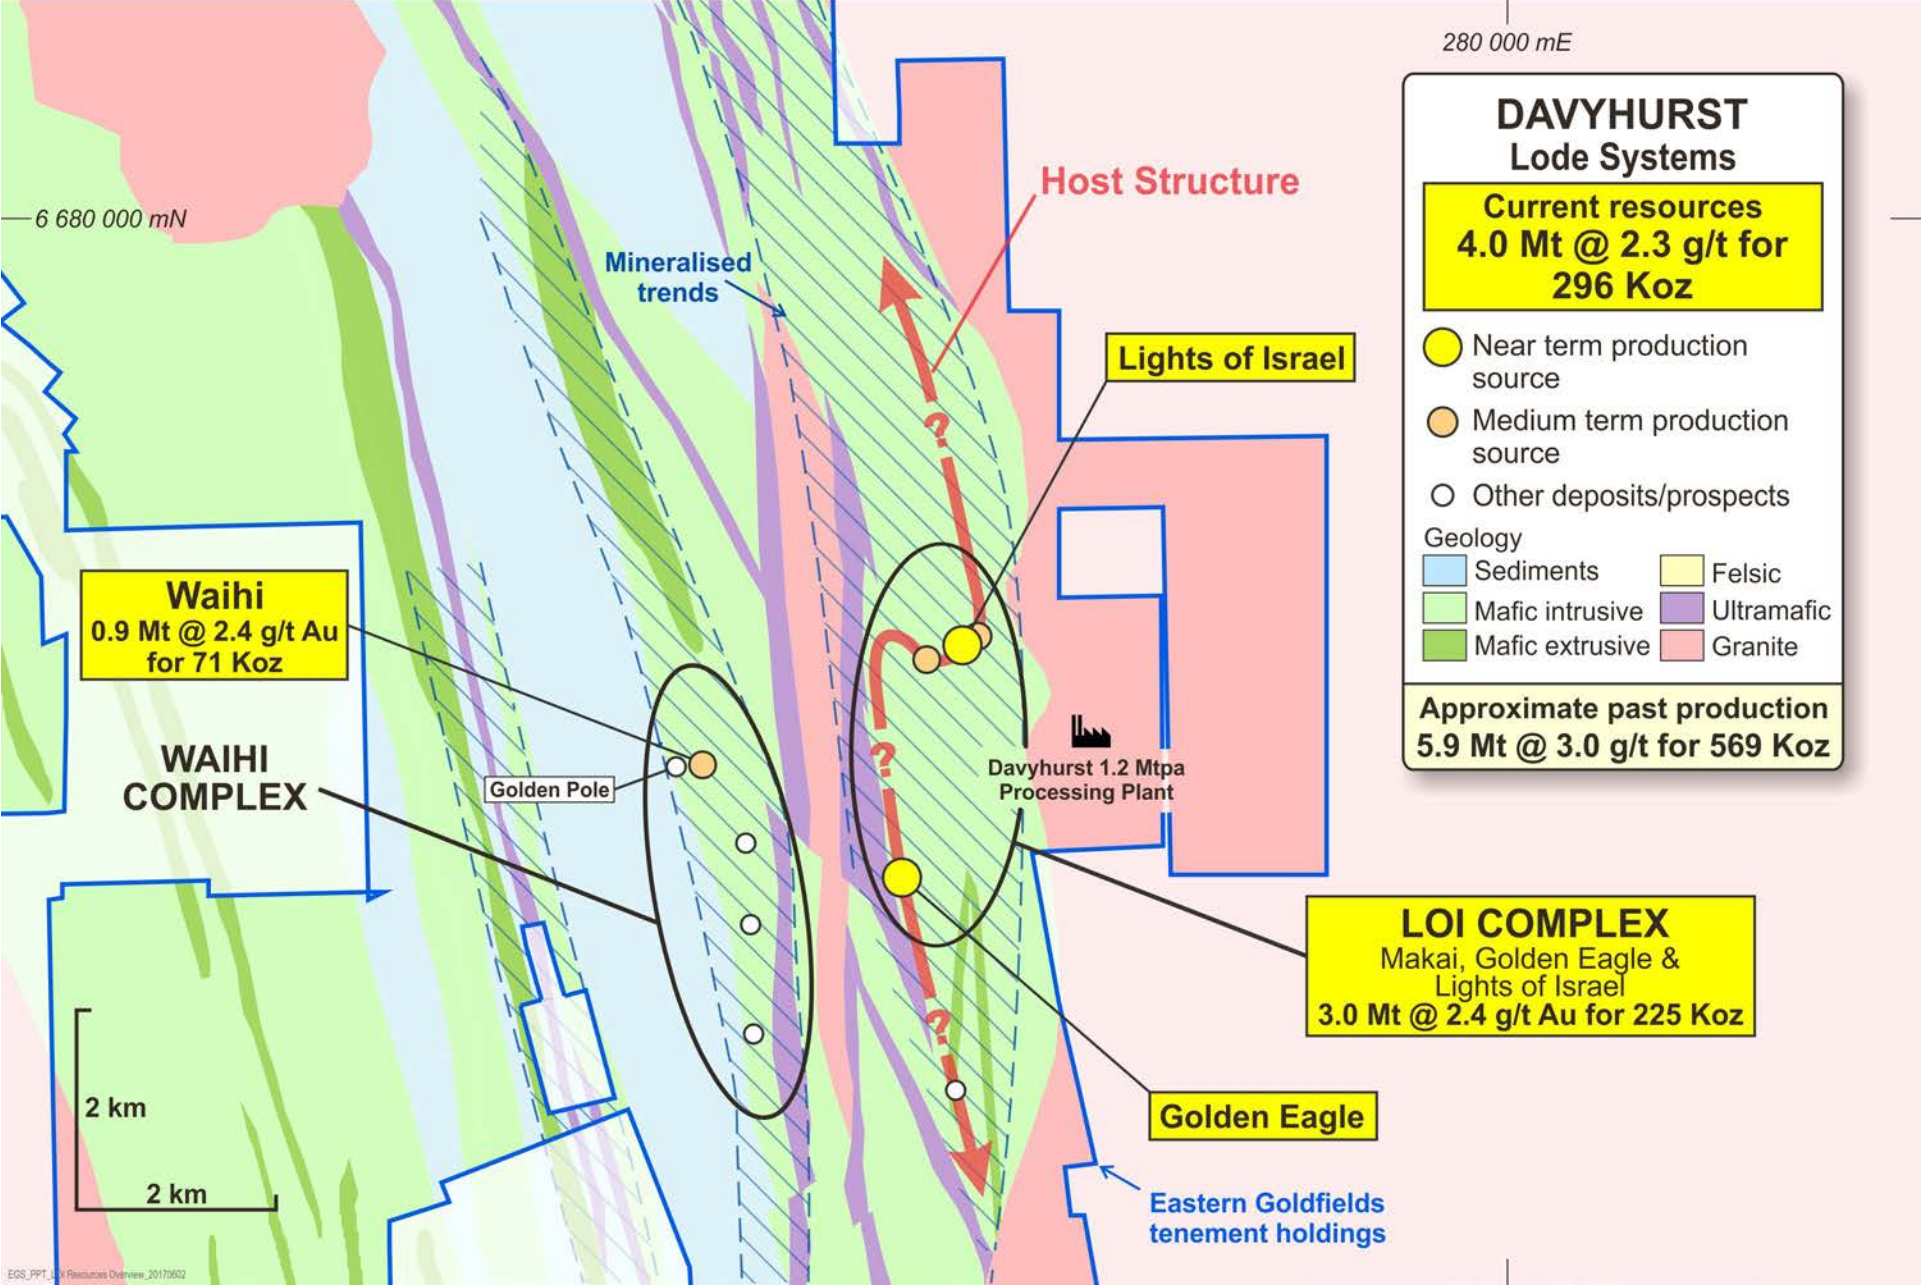 280 000 mE
DAVYHURST
Lode Systems
Current resources
4.0 Mt @ 2.3 g/t for
296 Koz
Near term production
source
Medium term production
source
Other deposits/prospects
Geology
Sediments
Felsic
Mafic intrusive
Ultramafic
Mafic extrusive
Granite
Approximate past production
5.9 Mt @ 3.0 g/t for 569 Koz
6 680 000 mN
Host Structure
Mineralised
trends
Lights of Israel
?
Waihi
0.9 Mt @ 2.4 g/t Au
for 71 Koz
WAIHI
COMPLEX
Golden Pole
?
Davyhurst 1.2 Mtpa
Processing Plant
LOI COMPLEX
Makai, Golden Eagle &
Lights of Israel
3.0 Mt @ 2.4 g/t Au for 225 Koz
?
Golden Eagle
2 km
2 km
Eastern Goldfields
tenement holdings
Resources Overview_20170602